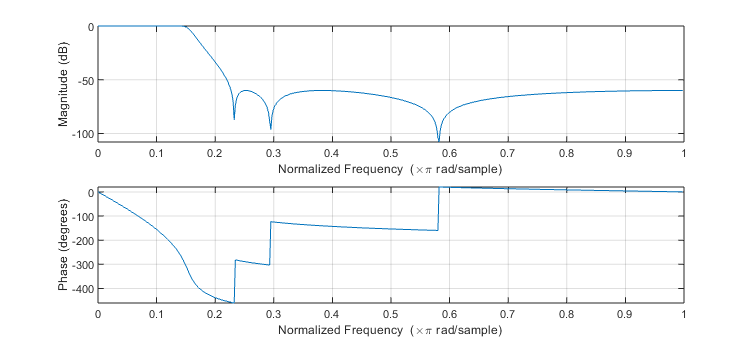 Magnitude (dB)
0
-50
-100
0 0.1 0.2 0.3 0.4 0.5 0.6 0.7 0.8 0.9 1
Normalized Frequency (×π rad/sample)
Phase (degrees)
0
-100
-200
-300
-400
0 0.1 0.2 0.3 0.4 0.5 0.6 0.7 0.8 0.9 1
Normalized Frequency (×π rad/sample)